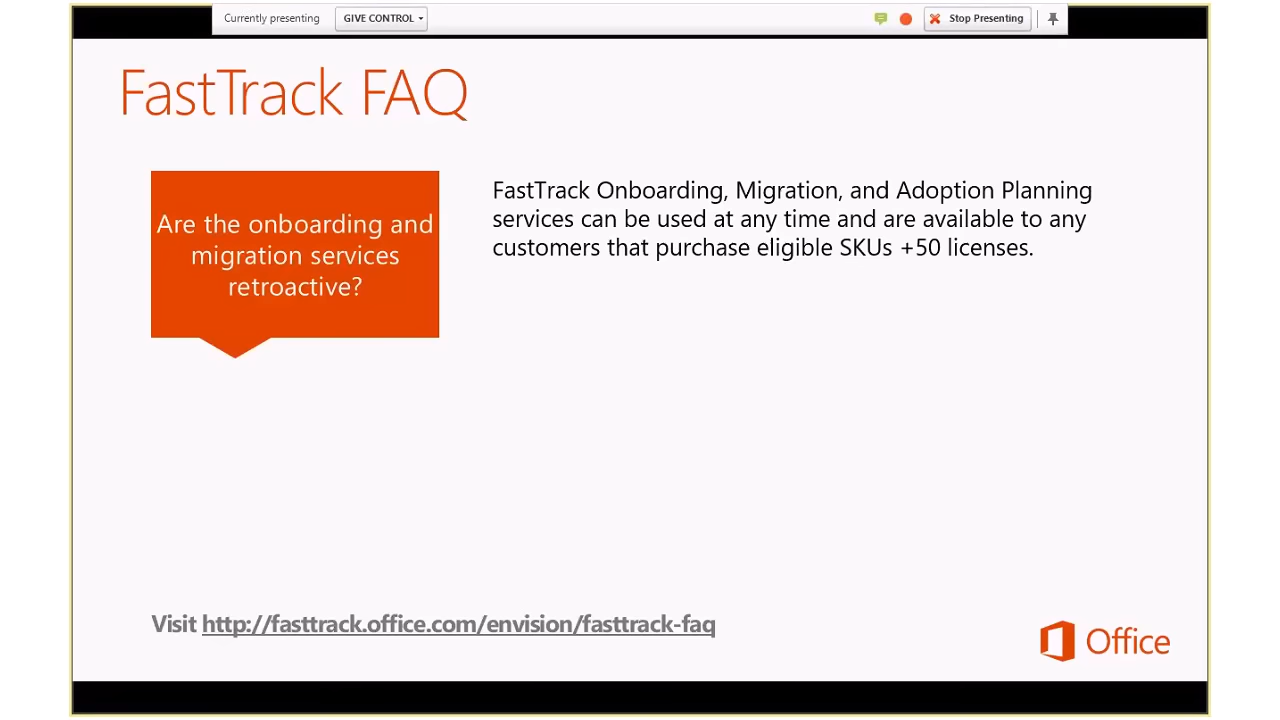 Currently presenting
GIVE CONTROL
Stop Presenting
FastTrack FAQ
Are the onboarding and
migration services
retroactive?
FastTrack Onboarding, Migration, and Adoption Planning
services can be used at any time and are available to any
customers that purchase eligible SKUs +50 licenses.
Visit http://fasttrack.office.com/envision/fasttrack-faq
Office